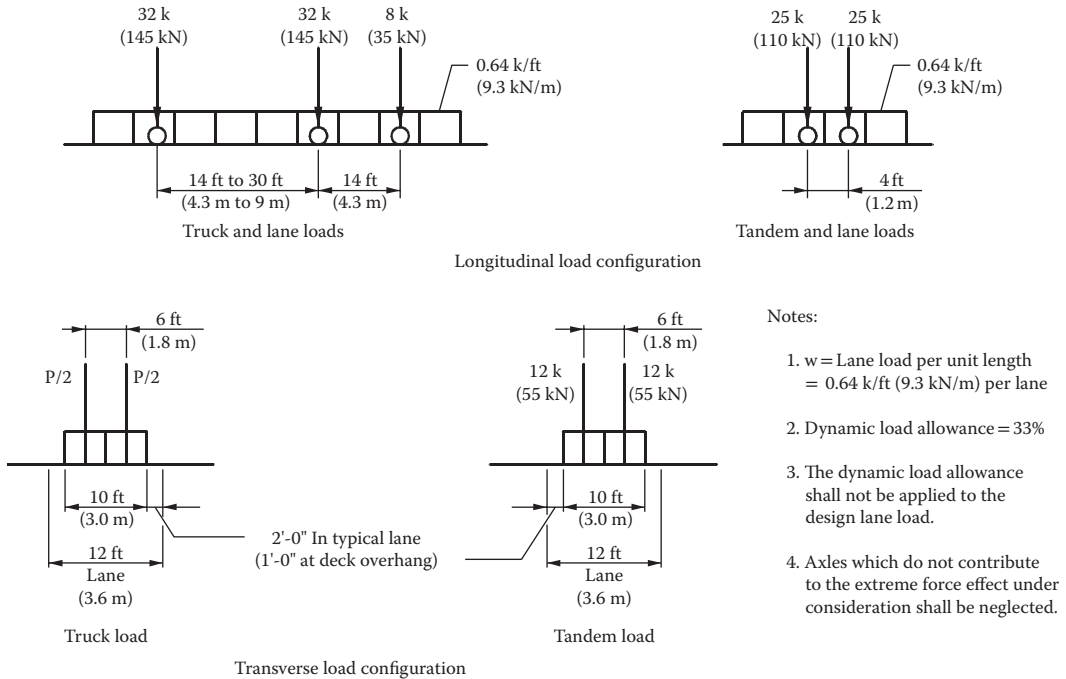 32 k
(145 kN)
32 k
(145 kN)
8 k
(35 kN)
0.64 k/ft
(9.3 kN/m)
14 ft to 30 ft
(4.3 m to 9 m)
14 ft
(4.3 m)
Truck and lane loads
25 k
(110 kN)
25 k
(110 kN)
0.64 k/ft
(9.3 kN/m)
4 ft
(1.2 m)
Tandem and lane loads
Longitudinal load configuration
6 ft
(1.8 m)
P/2
P/2
10 ft
(3.0 m)
12 ft
Lane
(3.6 m)
Truck load
2'-0" In typical lane
(1'-0" at deck overhang)
6 ft
(1.8 m)
12 k
(55 kN)
12 k
(55 kN)
10 ft
(3.0 m)
12 ft
Lane
(3.6 m)
Tandem load
Transverse load configuration
Notes:
1. w = Lane load per unit length
= 0.64 k/ft (9.3 kN/m) per lane
2. Dynamic load allowance = 33%
3. The dynamic load allowance
shall not be applied to the
design lane load.
4. Axles which do not contribute
to the extreme force effect under
consideration shall be neglected.